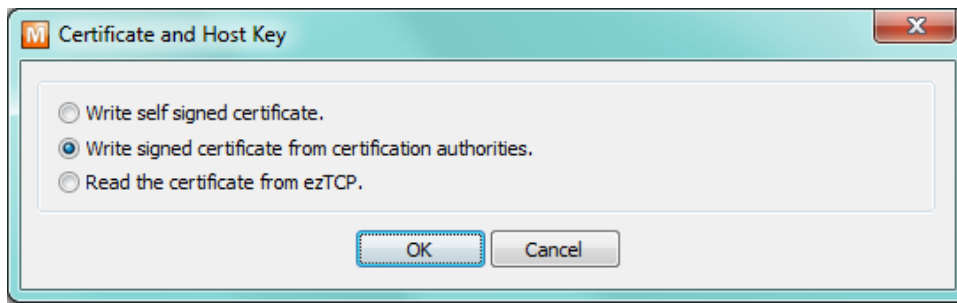 M Certificate and Host Key
Write self signed certificate.
Write signed certificate from certification authorities.
Read the certificate from ezTCP.
OK Cancel